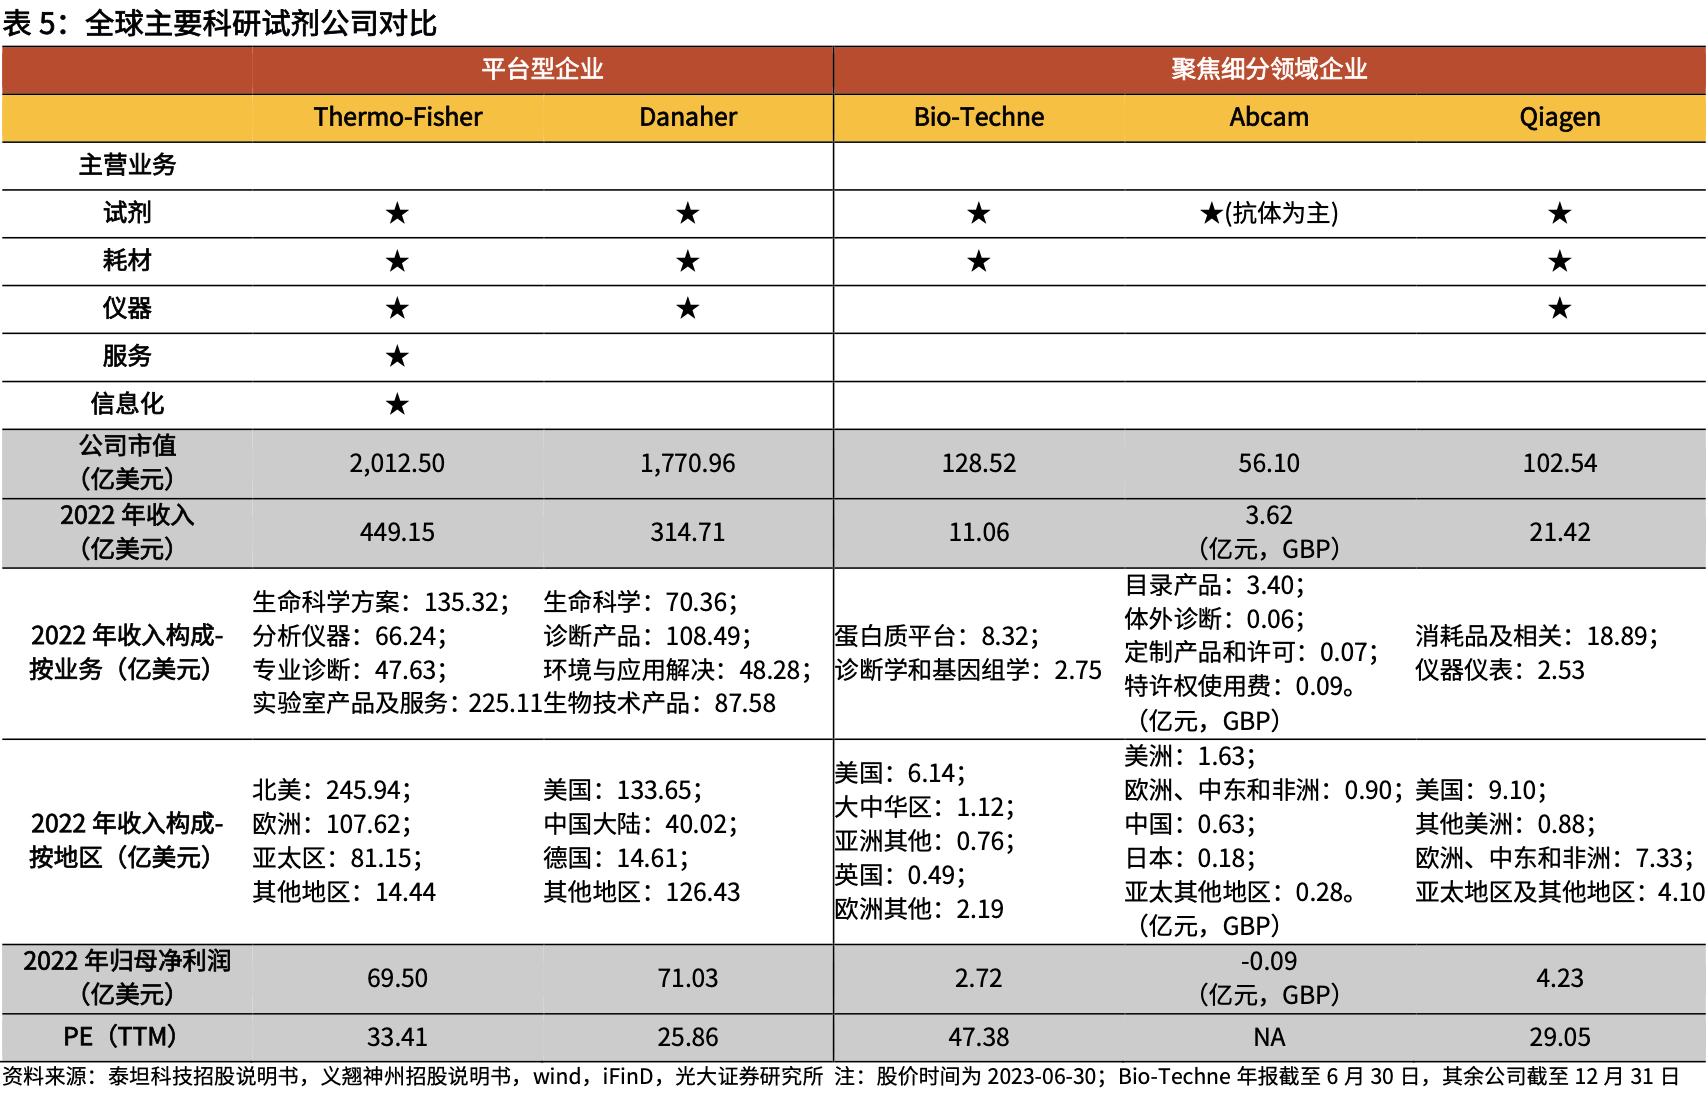 表 5：全球主要科研试剂公司对比
平台型企业 聚焦细分领域企业
Thermo-Fisher Danaher Bio-Techne Abcam Qiagen
主营业务
试剂 ★ ★ ★ ★(抗体为主) ★
耗材 ★ ★ ★ ★
仪器 ★ ★ ★
服务 ★
信息化 ★
公司市值
（亿美元）
2,012.50 1,770.96 128.52 56.10 102.54
2022 年收入
（亿美元）
449.15 314.71 11.06
3.62
（亿元，GBP）
21.42
2022 年收入构成-
按业务（亿美元）
生命科学方案：135.32；
分析仪器：66.24；
专业诊断：47.63；
实验室产品及服务：225.11
生命科学：70.36；
诊断产品：108.49；
环境与应用解决：48.28；
生物技术产品：87.58
蛋白质平台：8.32；
诊断学和基因组学：2.75
目录产品：3.40；
体外诊断：0.06；
定制产品和许可：0.07；
特许权使用费：0.09。
（亿元，GBP）
消耗品及相关：18.89；
仪器仪表：2.53
2022 年收入构成-
按地区（亿美元）
北美：245.94；
欧洲：107.62；
亚太区：81.15；
其他地区：14.44
美国：133.65；
中国大陆：40.02；
德国：14.61；
其他地区：126.43
美国：6.14；
大中华区：1.12；
亚洲其他：0.76；
英国：0.49；
欧洲其他：2.19
美洲：1.63；
欧洲、中东和非洲：0.90；
中国：0.63；
日本：0.18；
亚太其他地区：0.28。
（亿元，GBP）
美国：9.10；
其他美洲：0.88；
欧洲、中东和非洲：7.33；
亚太地区及其他地区：4.10
2022 年归母净利润
（亿美元）
69.50 71.03 2.72
-0.09
（亿元，GBP）
4.23
PE（TTM） 33.41 25.86 47.38 NA 29.05
资料来源：泰坦科技招股说明书，义翘神州招股说明书，wind，iFinD，光大证券研究所 注：股价时间为 2023-06-30；Bio-Techne 年报截至 6 月 30 日，其余公司截至 12 月 31 日